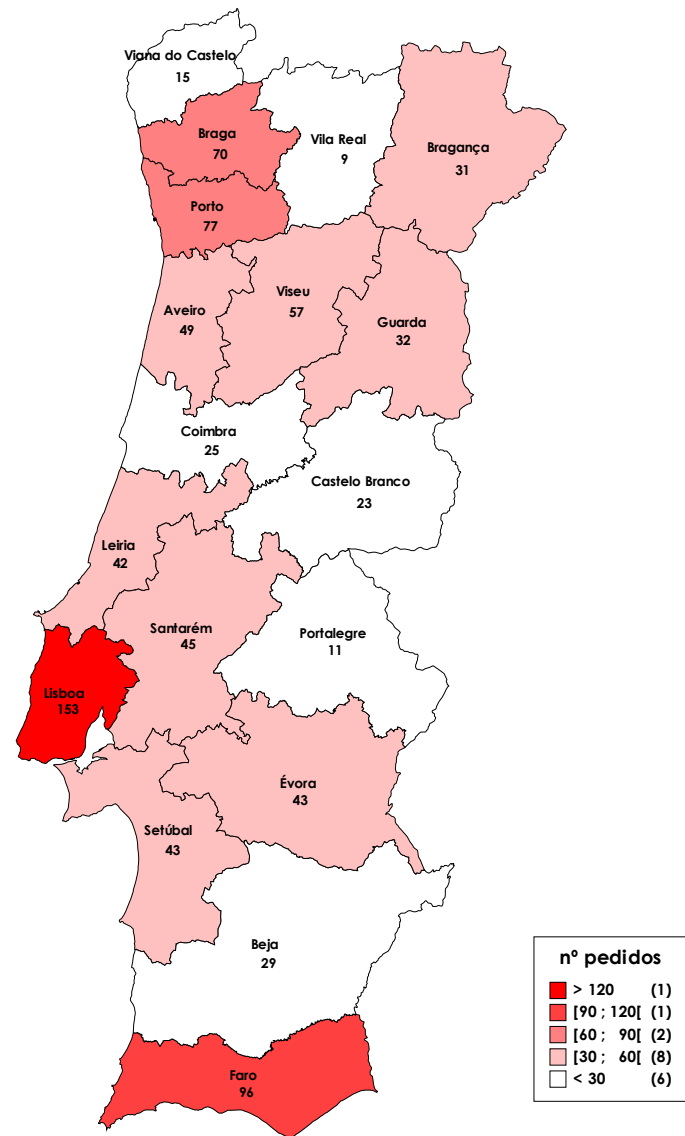 Viana do Castelo
15
Braga
70
Vila Real
9
Bragança
31
Porto
77
Aveiro
49
Viseu
57
Guarda
32
Coimbra
25
Castelo Branco
23
Leiria
42
Santarém
45
Portalegre
11
Lisboa
153
Évora
43
Setúbal
43
Beja
29
Faro
96
nº pedidos
> 120 (1)
[90 ; 120[ (1)
[60 ; 90[ (2)
[30 ; 60[ (8)
< 30 (6)